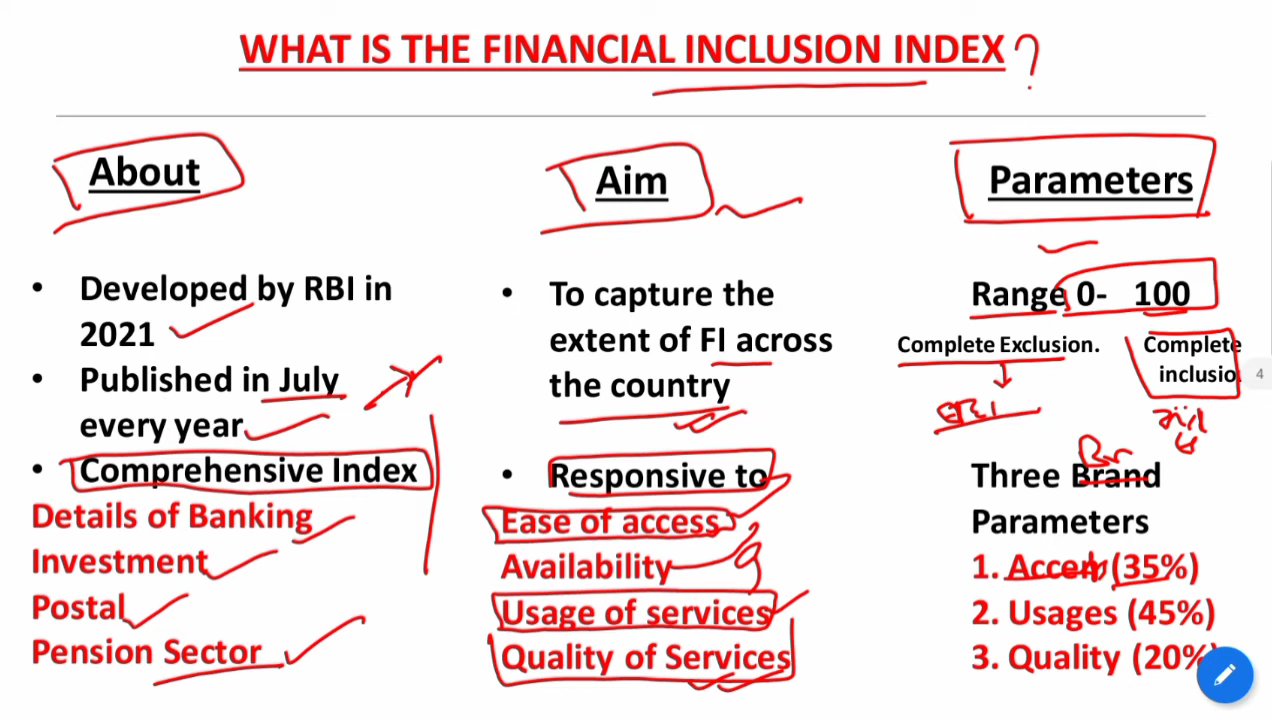 WHAT IS THE FINANCIAL INCLUSION INDEX ?
About
• Developed by RBI in
2021
• Published in July
every year
• Comprehensive Index
Details of Banking
Investment
Postal
Pension Sector
Aim
• To capture the
extent of FI across
the country
• Responsive to
Ease of access
Availability
Usage of services
Quality of Services
Parameters
Range 0- 100
Complete Exclusion.
Complete
inclusio
4
Three Brand
Parameters
1. (35%)
2. Usages (45%)
3. Quality (20%)